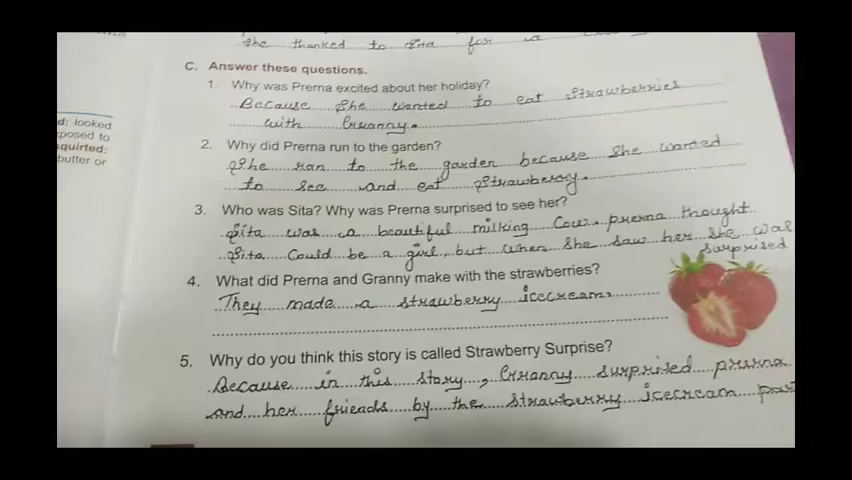 She thanked to Sita for a
C. Answer these questions.
1. Why was Prerna excited about her holiday?
Because She wanted to eat Strawberries
with Granny.
d: looked
posed to
quirted:
butter or
2. Why did Prerna run to the garden?
She ran to the garden because She wanted
to see and eat Strawberry.
3. Who was Sita? Why was Prerna surprised to see her?
Sita was a beautiful milking Cow. prerna thought
Sita Could be a girl, but when She saw her She was
surprised
4. What did Prerna and Granny make with the strawberries?
They made a strawberry icecream.
5. Why do you think this story is called Strawberry Surprise?
Because in this story, Granny surprised prerna
and her friends by the strawberry icecream part